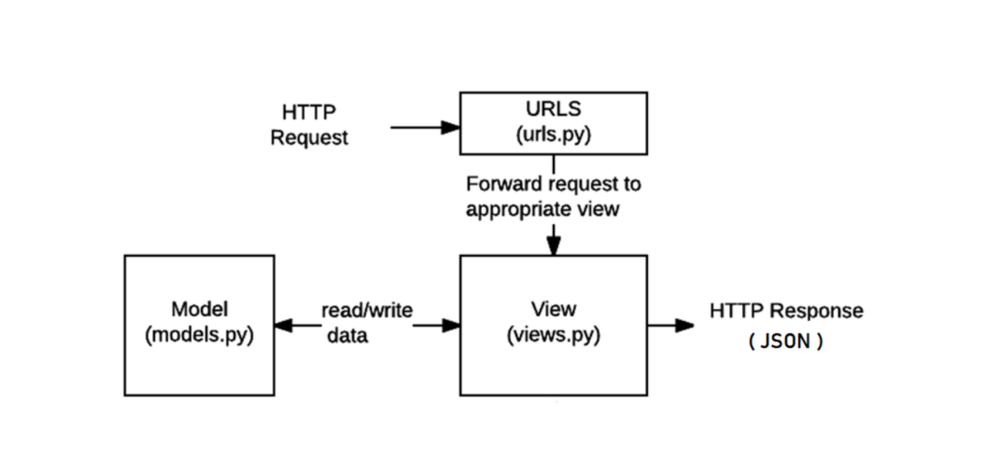 HTTP
Request
URLS
(urls.py)
Forward request to
appropriate view
Model
(models.py)
read/write
data
View
(views.py)
HTTP Response
( JSON )